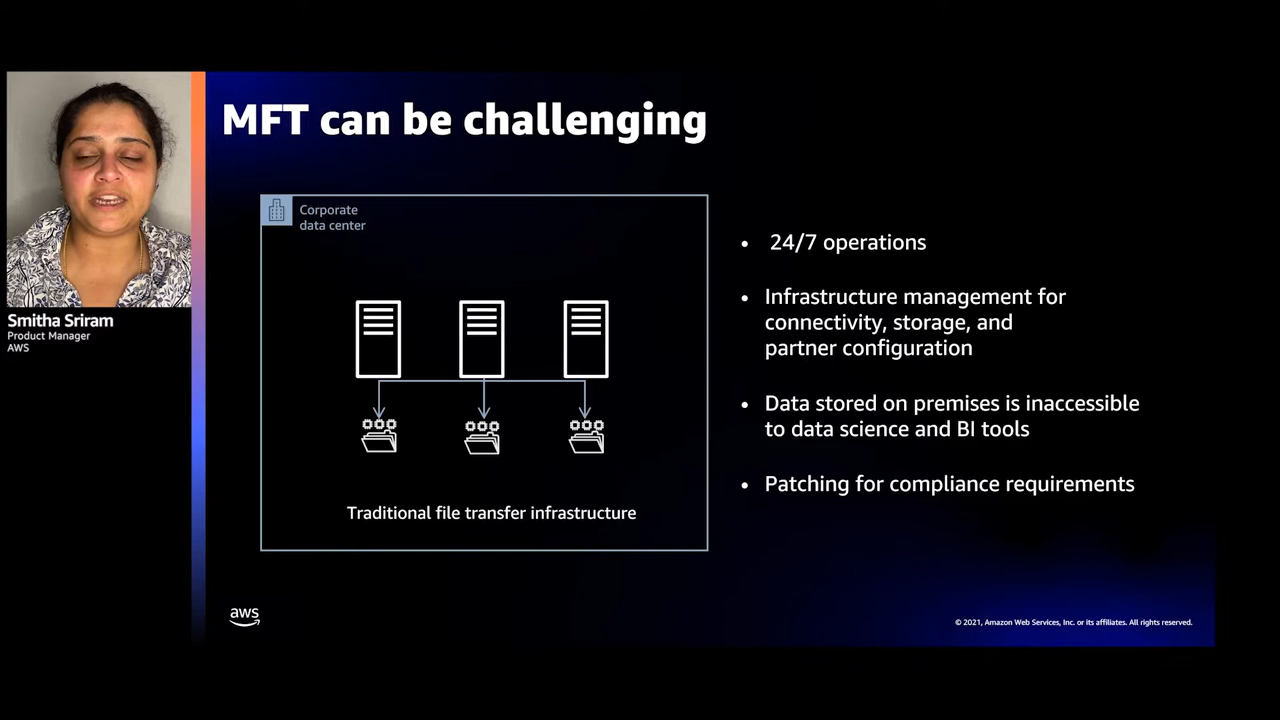 MFT can be challenging
Smitha Sriram
Product Manager
AWS
Corporate
data center
Traditional file transfer infrastructure
• 24/7 operations
• Infrastructure management for
connectivity, storage, and
partner configuration
• Data stored on premises is inaccessible
to data science and BI tools
• Patching for compliance requirements
aws
© 2021, Amazon Web Services, Inc. or its affiliates. All rights reserved.